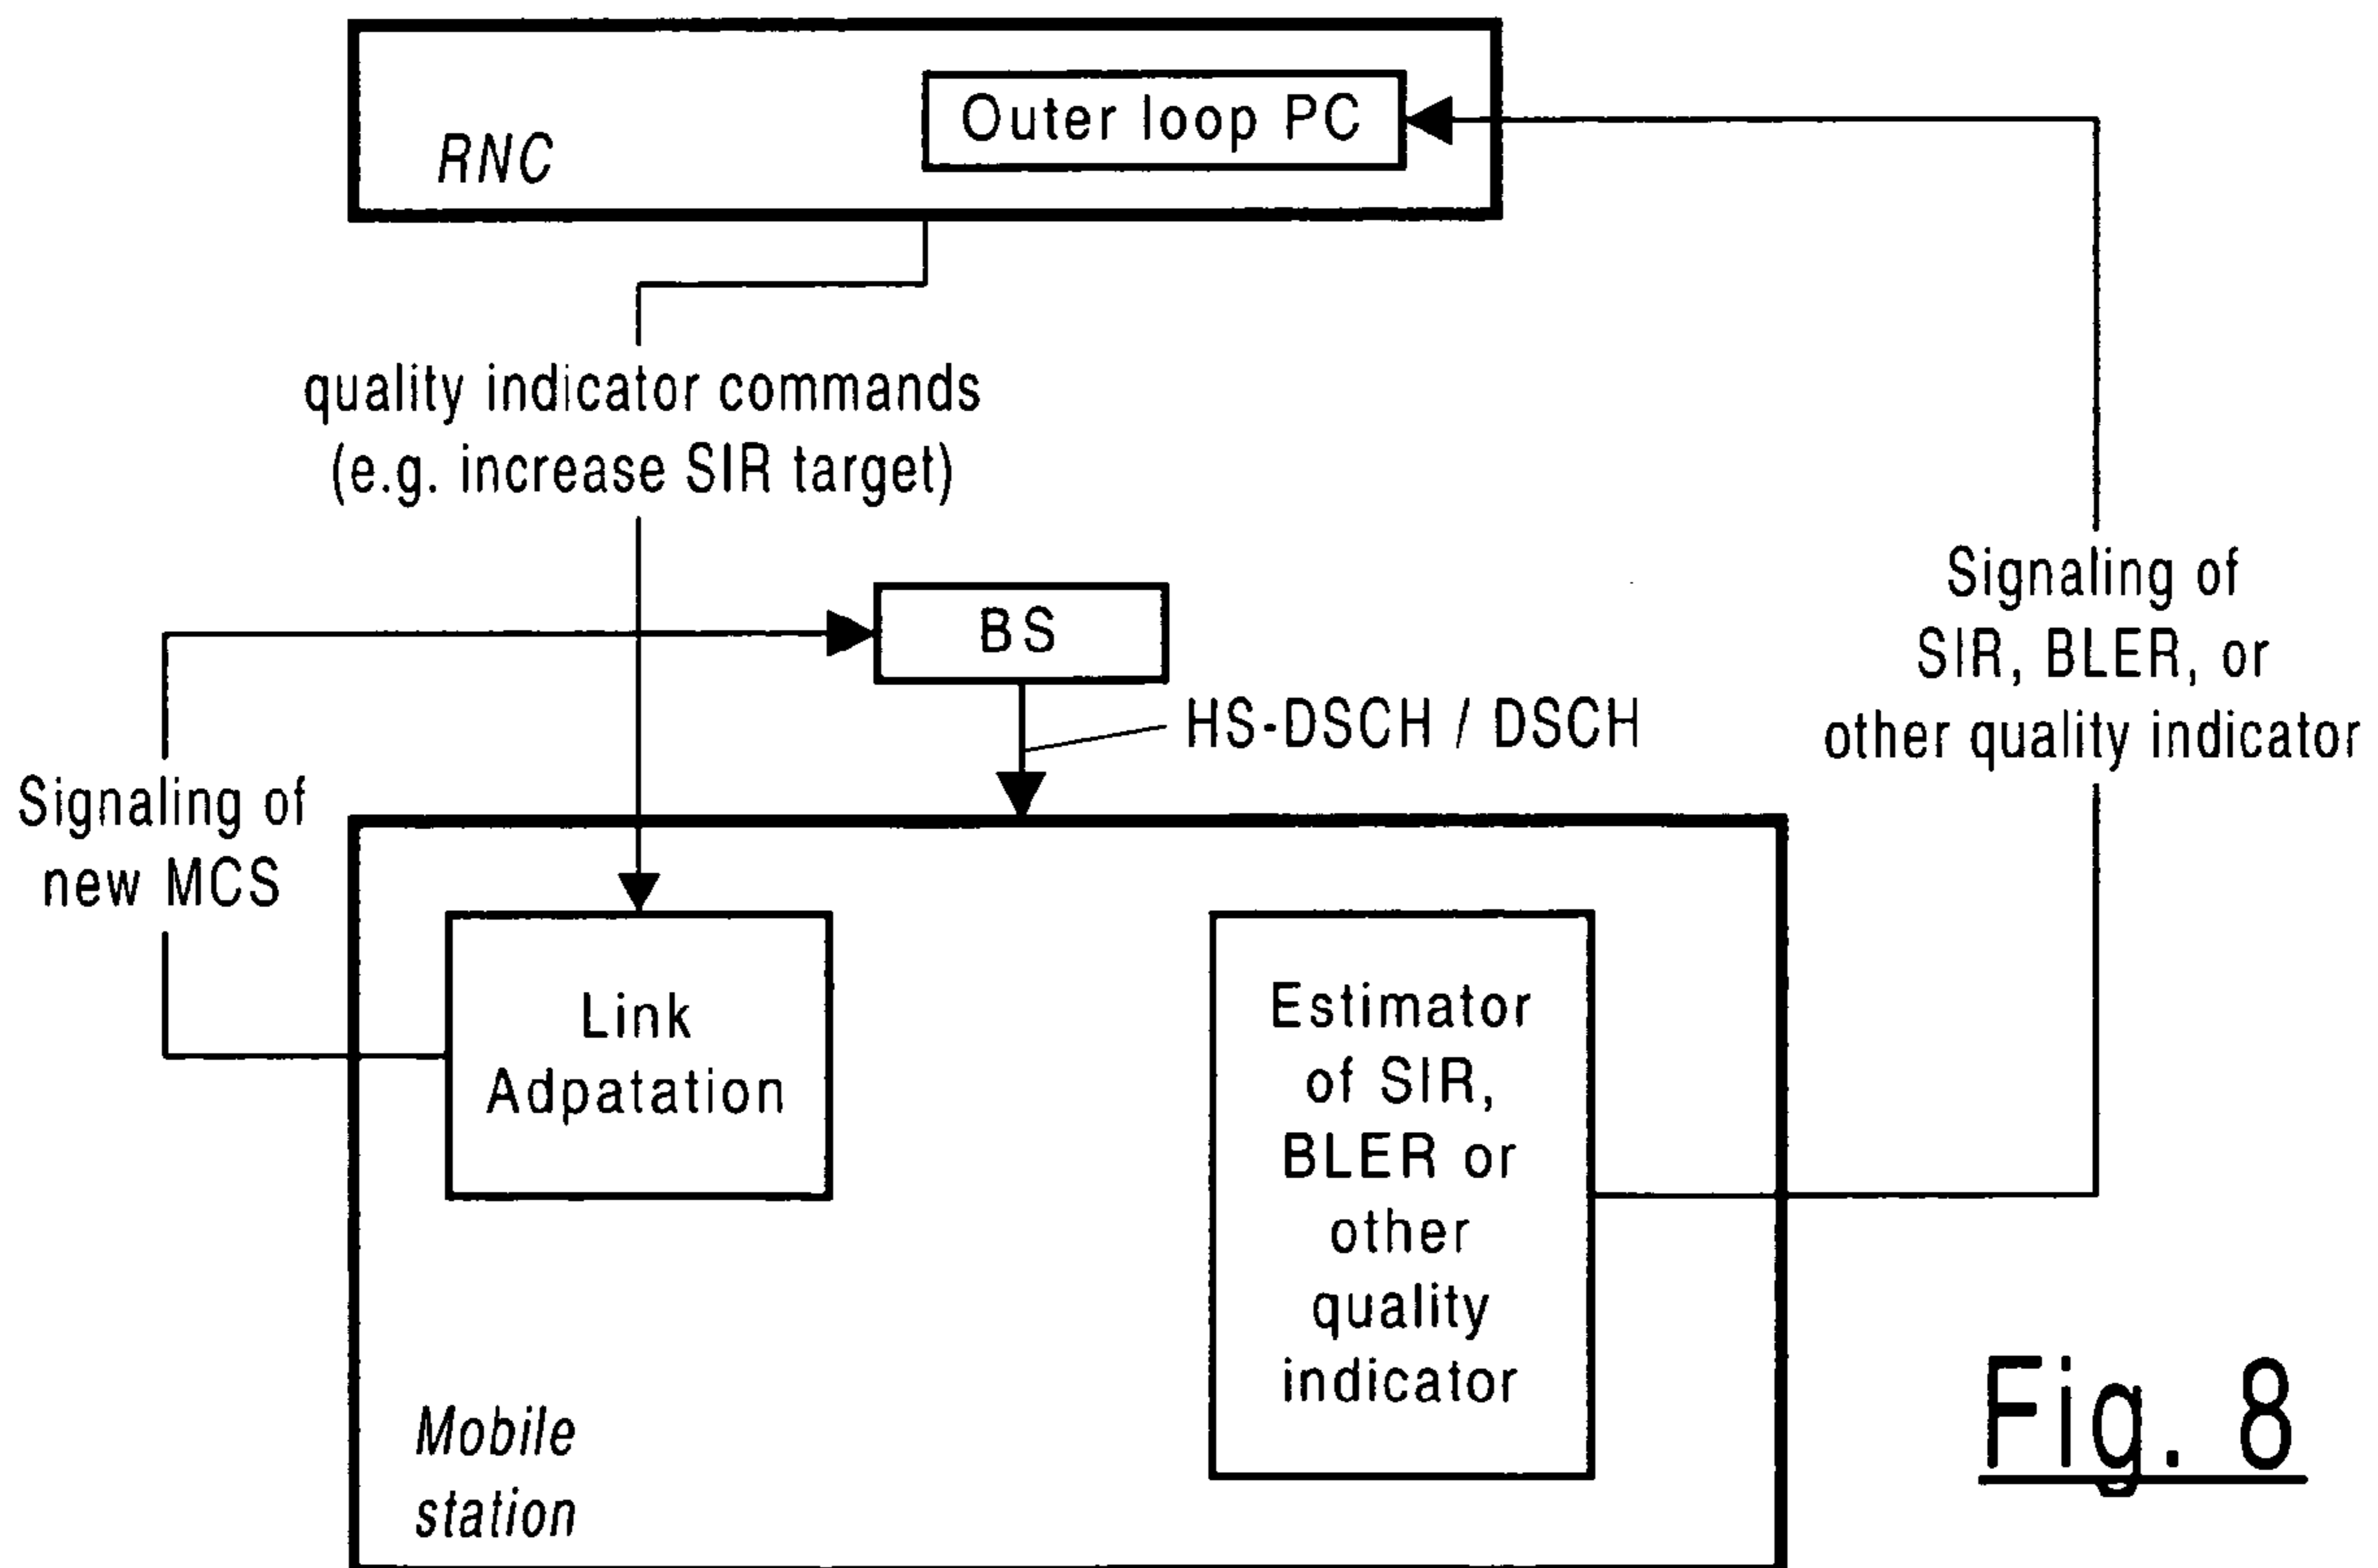 Outer loop PC
RNC
quality indicator commands
(e.g. increase SIR target)
BS
HS-DSCH / DSCH
Signaling of
SIR, BLER, or
other quality indicator
Signaling of
new MCS
Link
Adpatation
Estimator
of SIR,
BLER or
other
quality
indicator
Mobile
station
Fig. 8